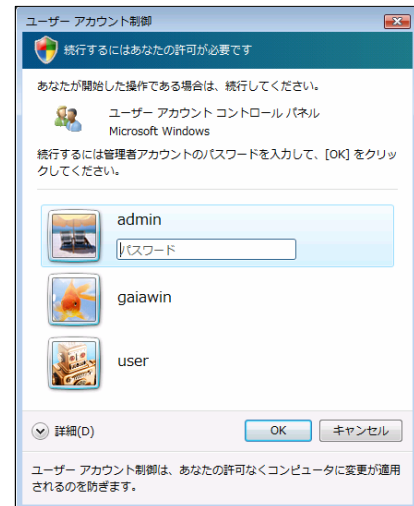 ユーザー アカウント制御
続行するにはあなたの許可が必要です
あなたが開始した操作である場合は、続行してください。
ユーザー アカウント コントロール パネル
Microsoft Windows
続行するには管理者アカウントのパスワードを入力して、[OK] をクリッ
クしてください。
admin
パスワード
gaiawin
user
詳細(D)
OK
キャンセル
ユーザー アカウント制御は、あなたの許可なくコンピュータに変更が適用
されるのを防ぎます。